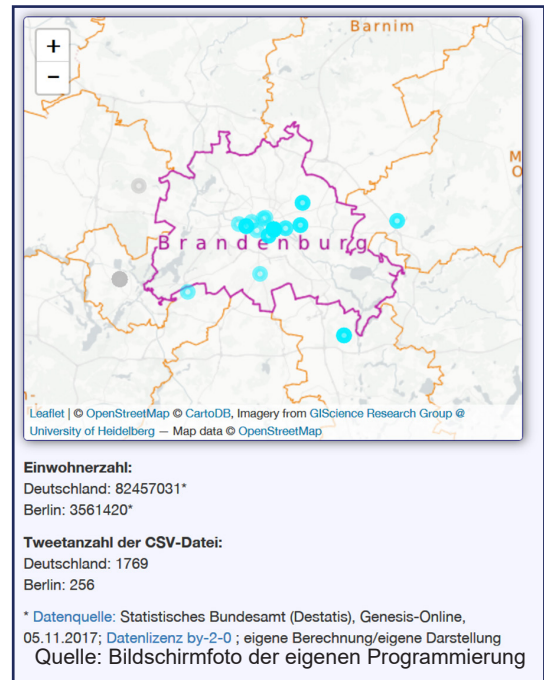 +
−
Barnim
M
O
Brandenburg
Leaflet | © OpenStreetMap © CartoDB, Imagery from GIScience Research Group @
University of Heidelberg — Map data © OpenStreetMap
Einwohnerzahl:
Deutschland: 82457031*
Berlin: 3561420*
Tweetanzahl der CSV-Datei:
Deutschland: 1769
Berlin: 256
* Datenquelle: Statistisches Bundesamt (Destatis), Genesis-Online,
05.11.2017; Datenlizenz by-2-0 ; eigene Berechnung/eigene Darstellung
Quelle: Bildschirmfoto der eigenen Programmierung